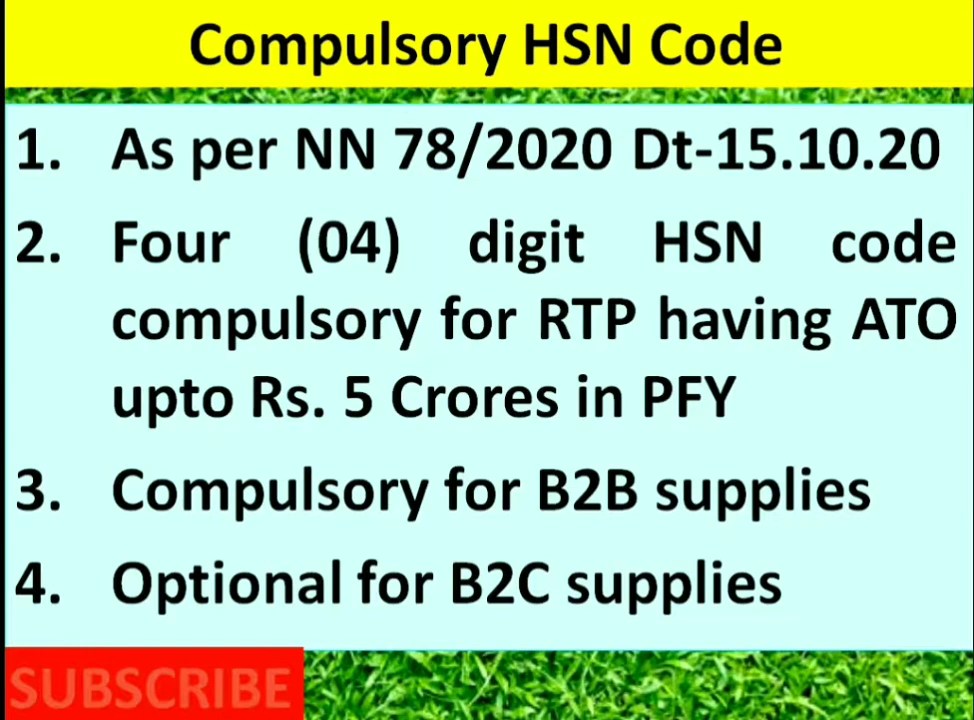 Compulsory HSN Code
1. As per NN 78/2020 Dt-15.10.20
2. Four (04) digit HSN code
compulsory for RTP having ATO
upto Rs. 5 Crores in PFY
3. Compulsory for B2B supplies
4. Optional for B2C supplies
SUBSCRIBE